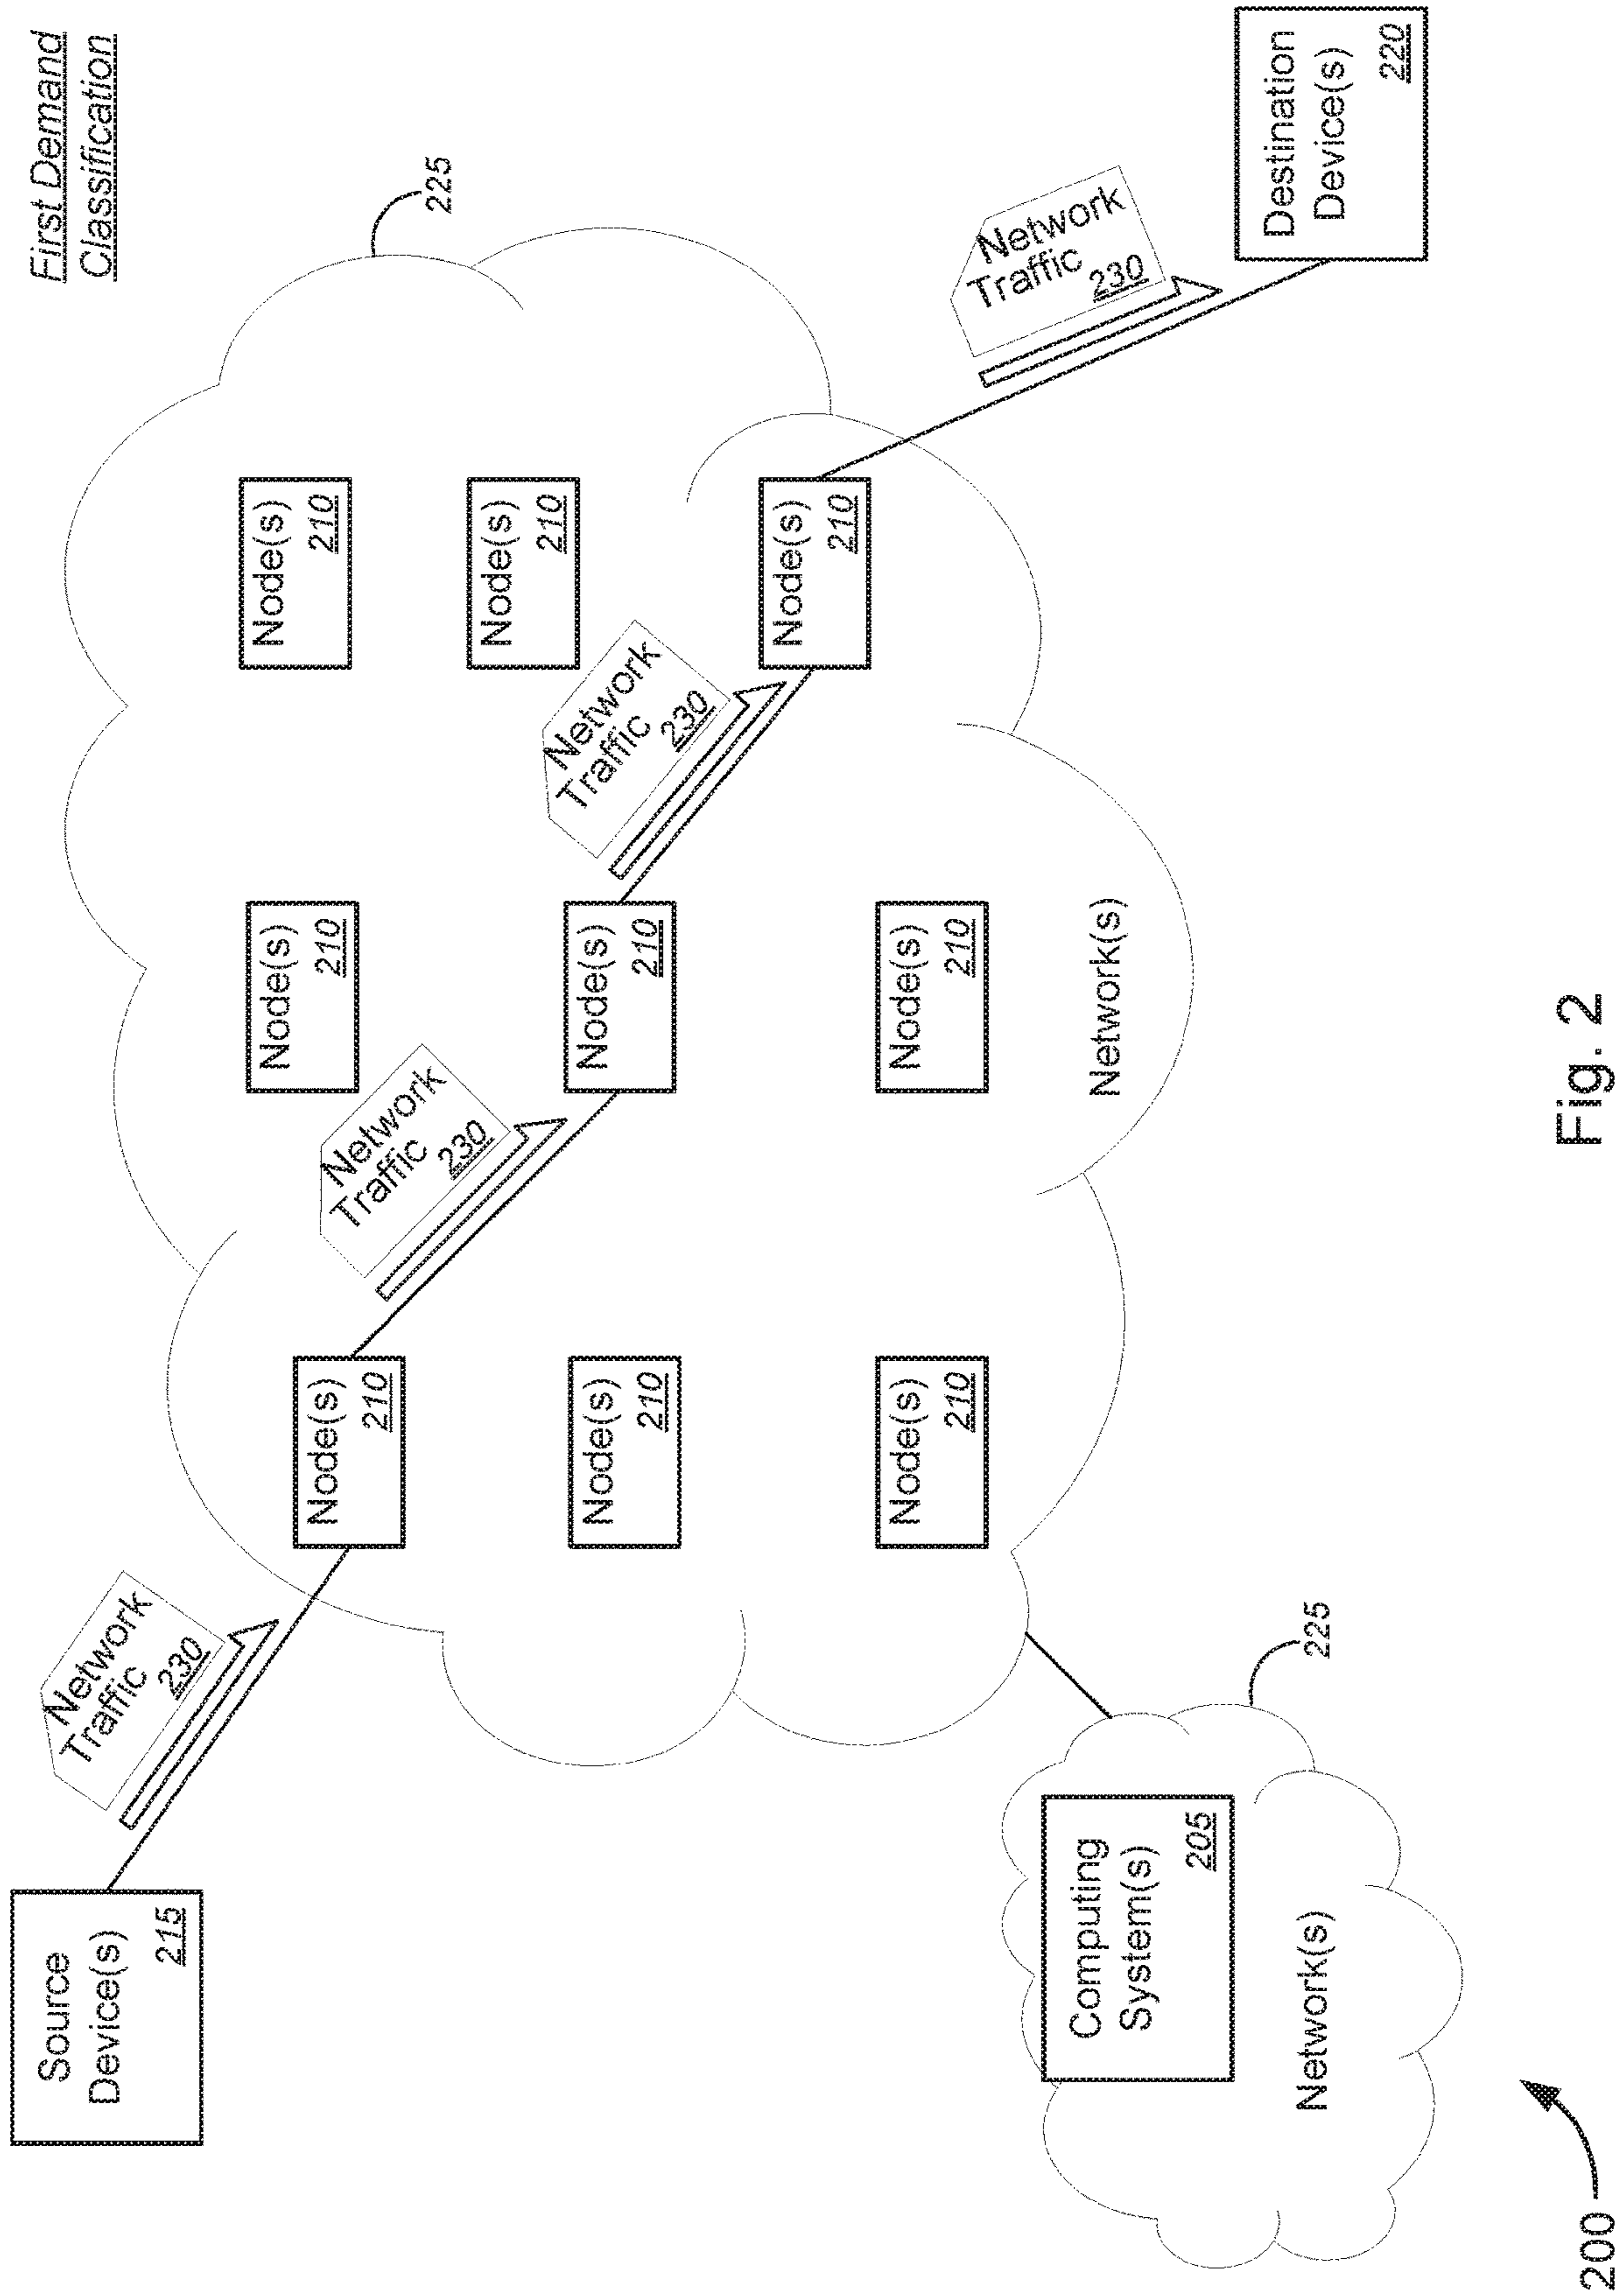 First Demand
Classification
Source
Device(s)
215
Network
Traffic
230
225
Node(s)
210
Network
Traffic
230
Node(s)
210
Node(s)
210
Node(s)
210
Node(s)
210
Network
Traffic
230
Node(s)
210
Node(s)
210
Node(s)
210
Node(s)
210
Network
Traffic
230
Network(s)
Destination
Device(s)
220
Computing
System(s)
205
225
Network(s)
200
Fig. 2